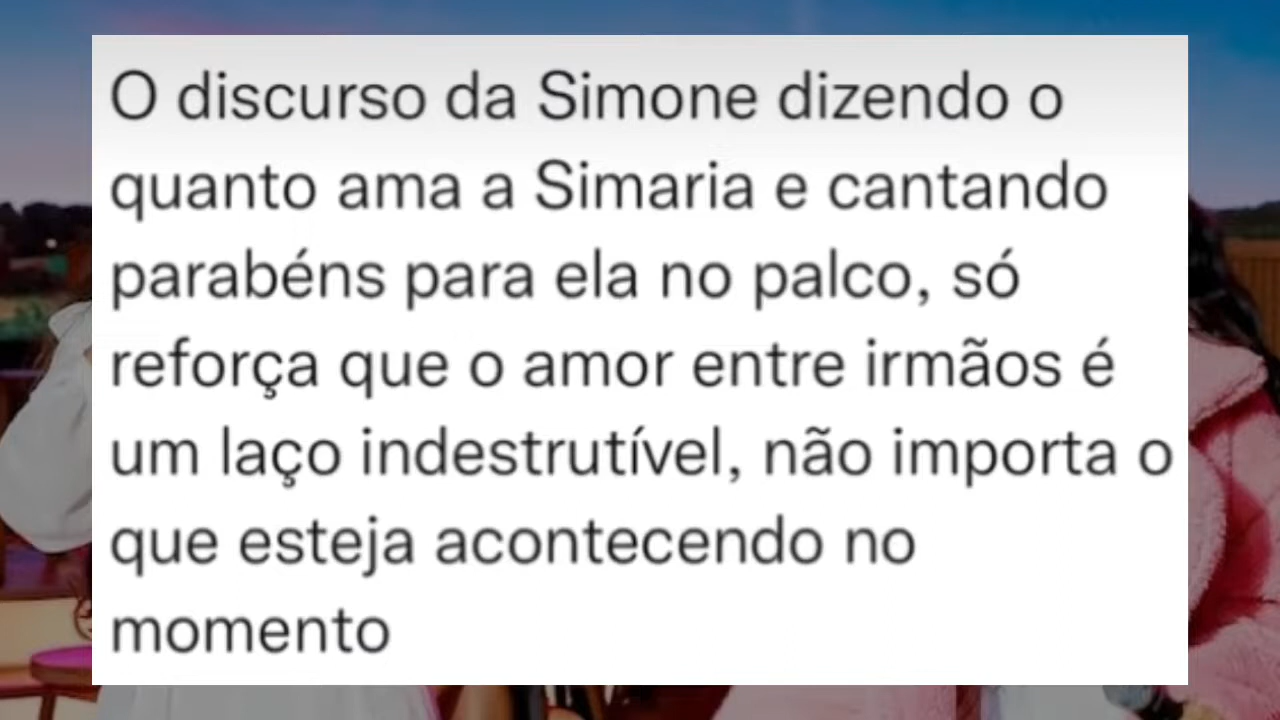 O discurso da Simone dizendo o
quanto ama a Simaria e cantando
parabéns para ela no palco, só
reforça que o amor entre irmãos é
um laço indestrutível, não importa o
que esteja acontecendo no
momento